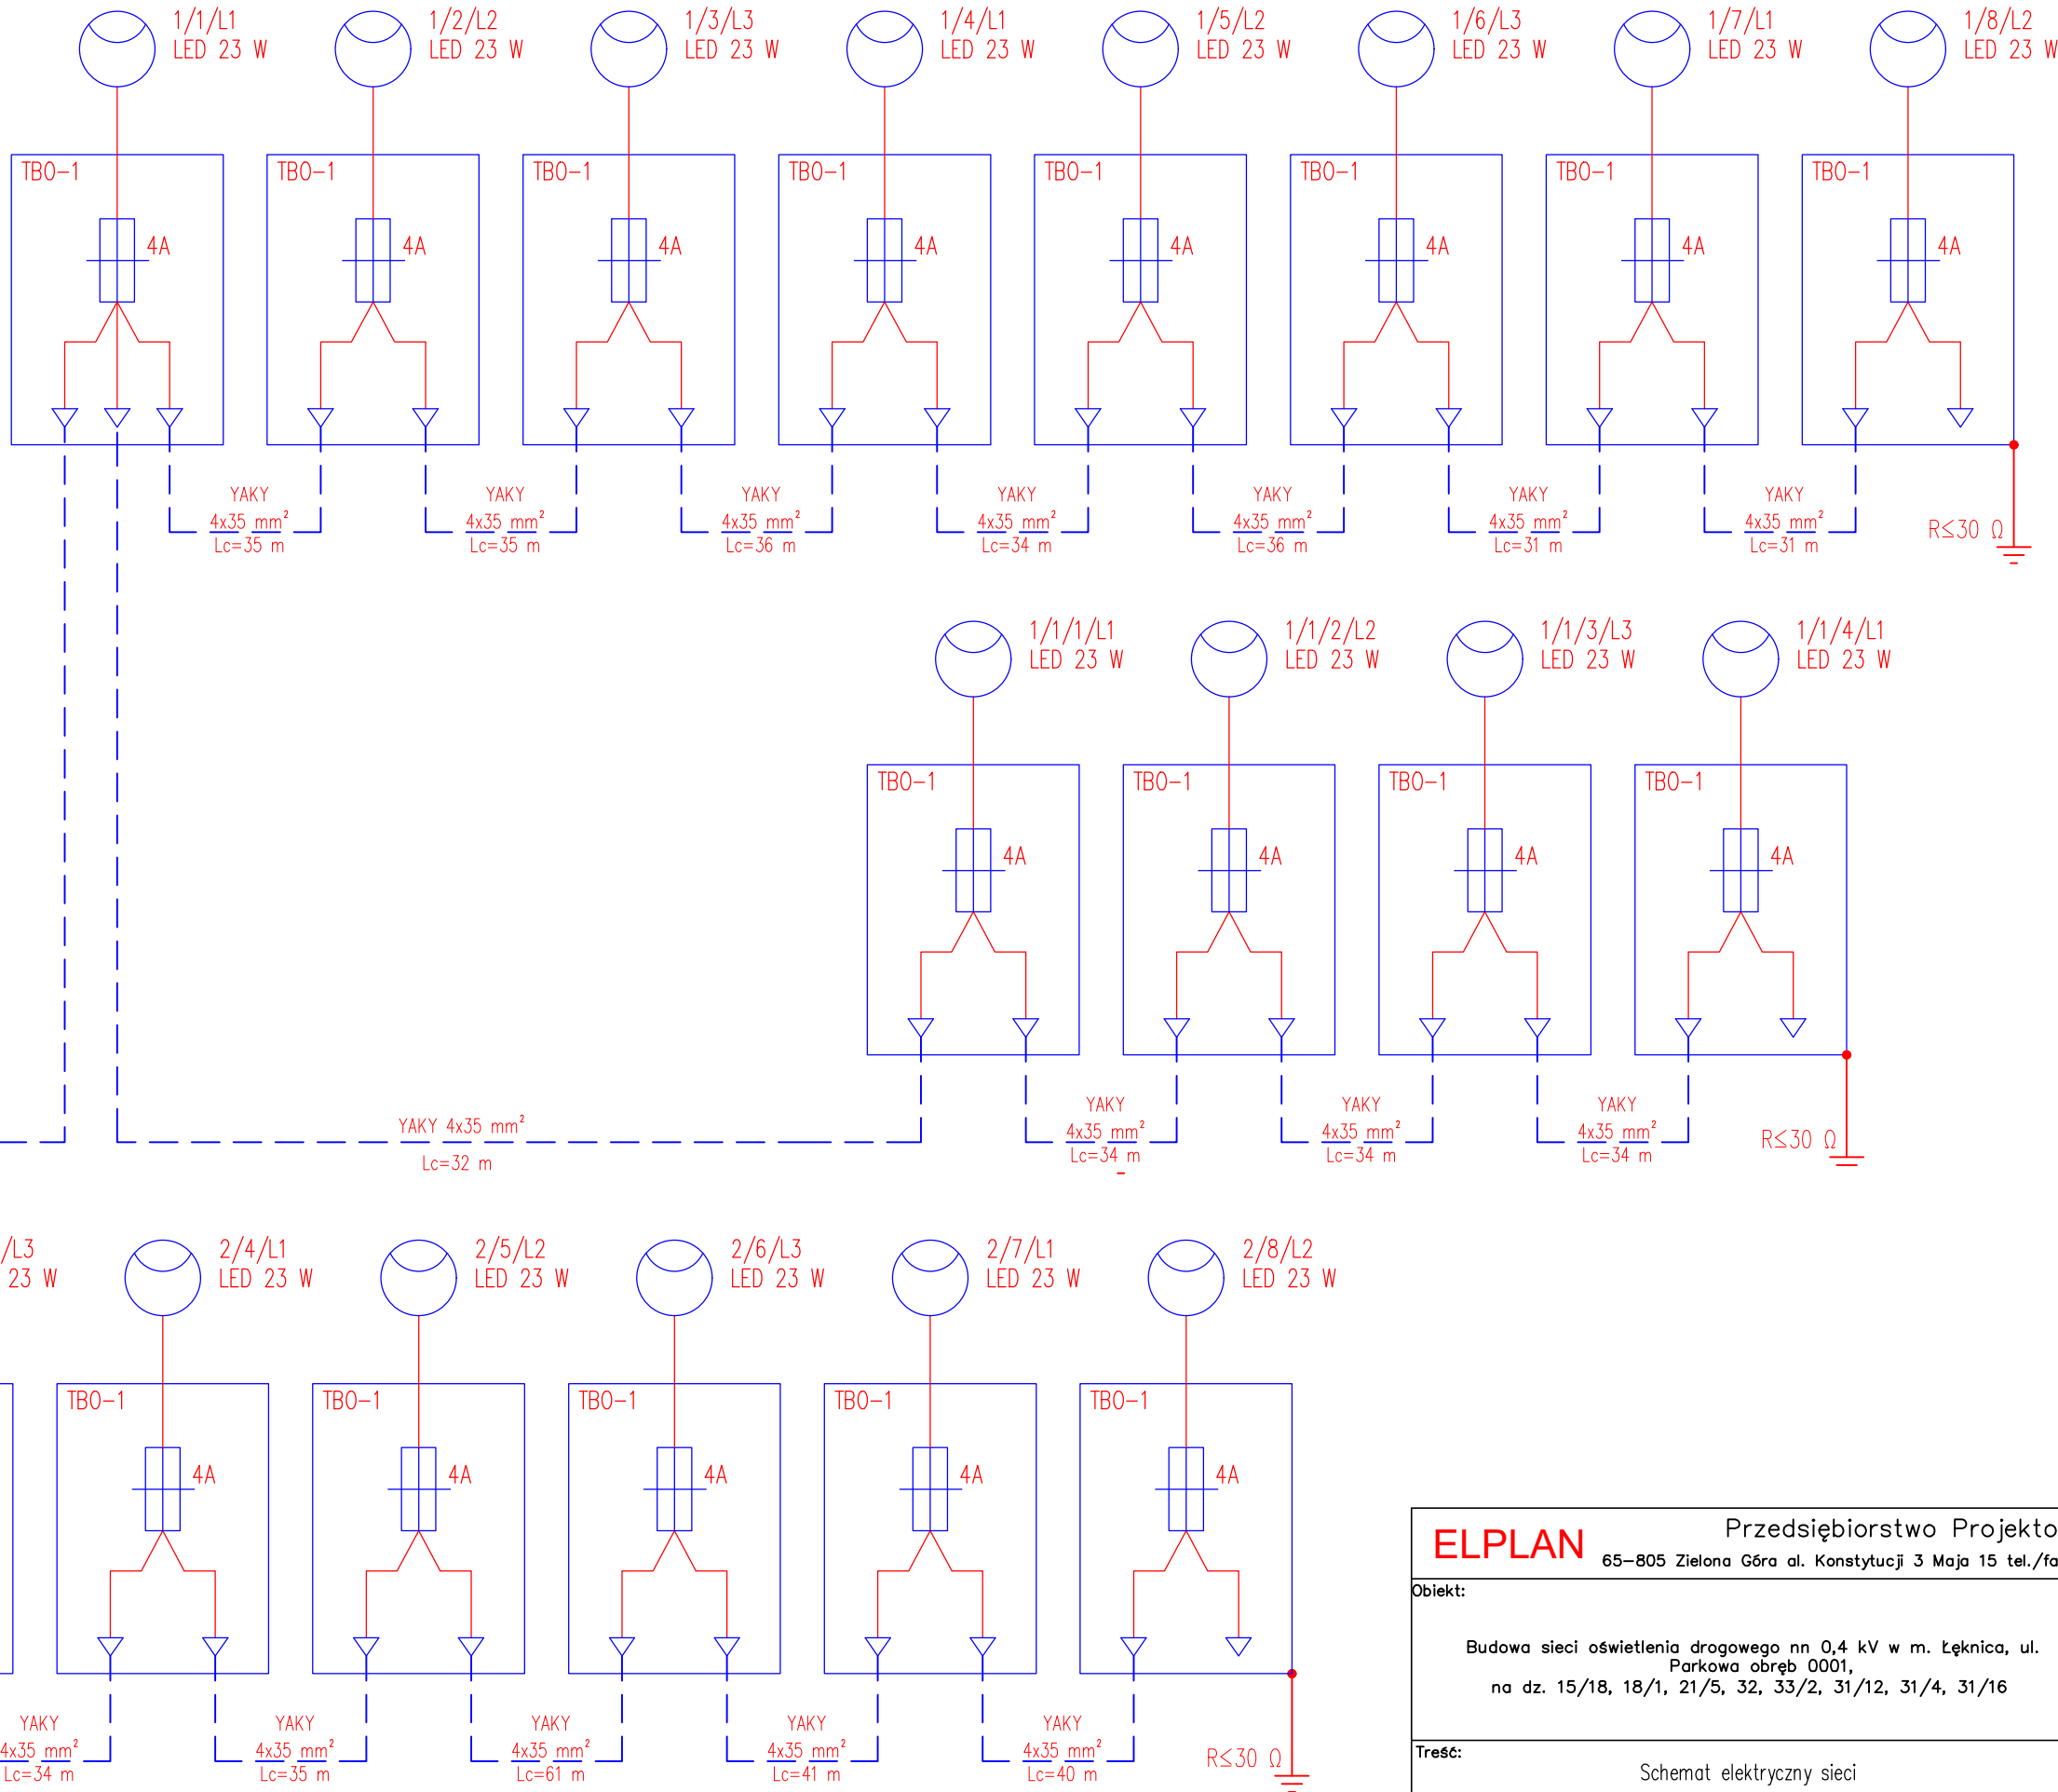 1/1/L1
LED 23 W
1/2/L2
LED 23 W
1/3/L3
LED 23 W
1/4/L1
LED 23 W
1/5/L2
LED 23 W
1/6/L3
LED 23 W
1/7/L1
LED 23 W
1/8/L2
LED 23 W
TBO-1
TBO-1
TBO-1
TBO-1
TBO-1
TBO-1
TBO-1
TBO-1
4A
4A
4A
4A
4A
4A
4A
4A
YAKY
4x35 mm²
Lc=35 m
YAKY
4x35 mm²
Lc=35 m
YAKY
4x35 mm²
Lc=36 m
YAKY
4x35 mm²
Lc=34 m
YAKY
4x35 mm²
Lc=36 m
YAKY
4x35 mm²
Lc=31 m
YAKY
4x35 mm²
Lc=31 m
R≤30 Ω
1/1/1/L1
LED 23 W
1/1/2/L2
LED 23 W
1/1/3/L3
LED 23 W
1/1/4/L1
LED 23 W
TBO-1
TBO-1
TBO-1
TBO-1
4A
4A
4A
4A
YAKY 4x35 mm²
Lc=32 m
YAKY
4x35 mm²
Lc=34 m
YAKY
4x35 mm²
Lc=34 m
YAKY
4x35 mm²
Lc=34 m
R≤30 Ω
/L3
23 W
2/4/L1
LED 23 W
2/5/L2
LED 23 W
2/6/L3
LED 23 W
2/7/L1
LED 23 W
2/8/L2
LED 23 W
TBO-1
TBO-1
TBO-1
TBO-1
TBO-1
4A
4A
4A
4A
4A
YAKY
4x35 mm²
Lc=34 m
YAKY
4x35 mm²
Lc=35 m
YAKY
4x35 mm²
Lc=61 m
YAKY
4x35 mm²
Lc=41 m
YAKY
4x35 mm²
Lc=40 m
R≤30 Ω
ELPLAN
Przedsiębiorstwo Projekto
65-805 Zielona Góra al. Konstytucji 3 Maja 15 tel./fa
Obiekt:
Budowa sieci oświetlenia drogowego nn 0,4 kV w m. Łęknica, ul.
Parkowa obręb 0001,
na dz. 15/18, 18/1, 21/5, 32, 33/2, 31/12, 31/4, 31/16
Treść:
Schemat elektryczny sieci